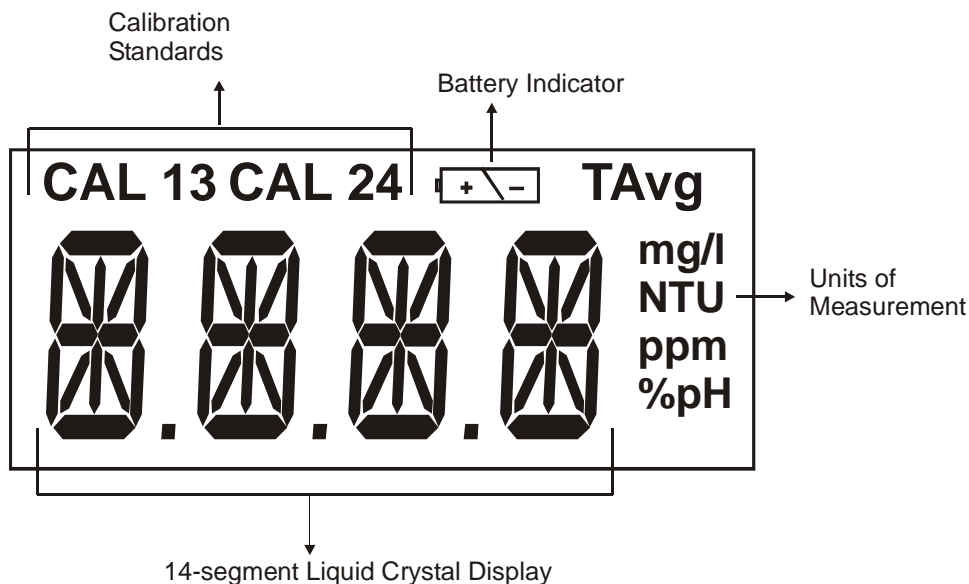 Calibration
Standards
Battery Indicator
CAL 13 CAL 24 + - TAvg
mg/l
NTU
ppm
%pH
Units of
Measurement
14-segment Liquid Crystal Display